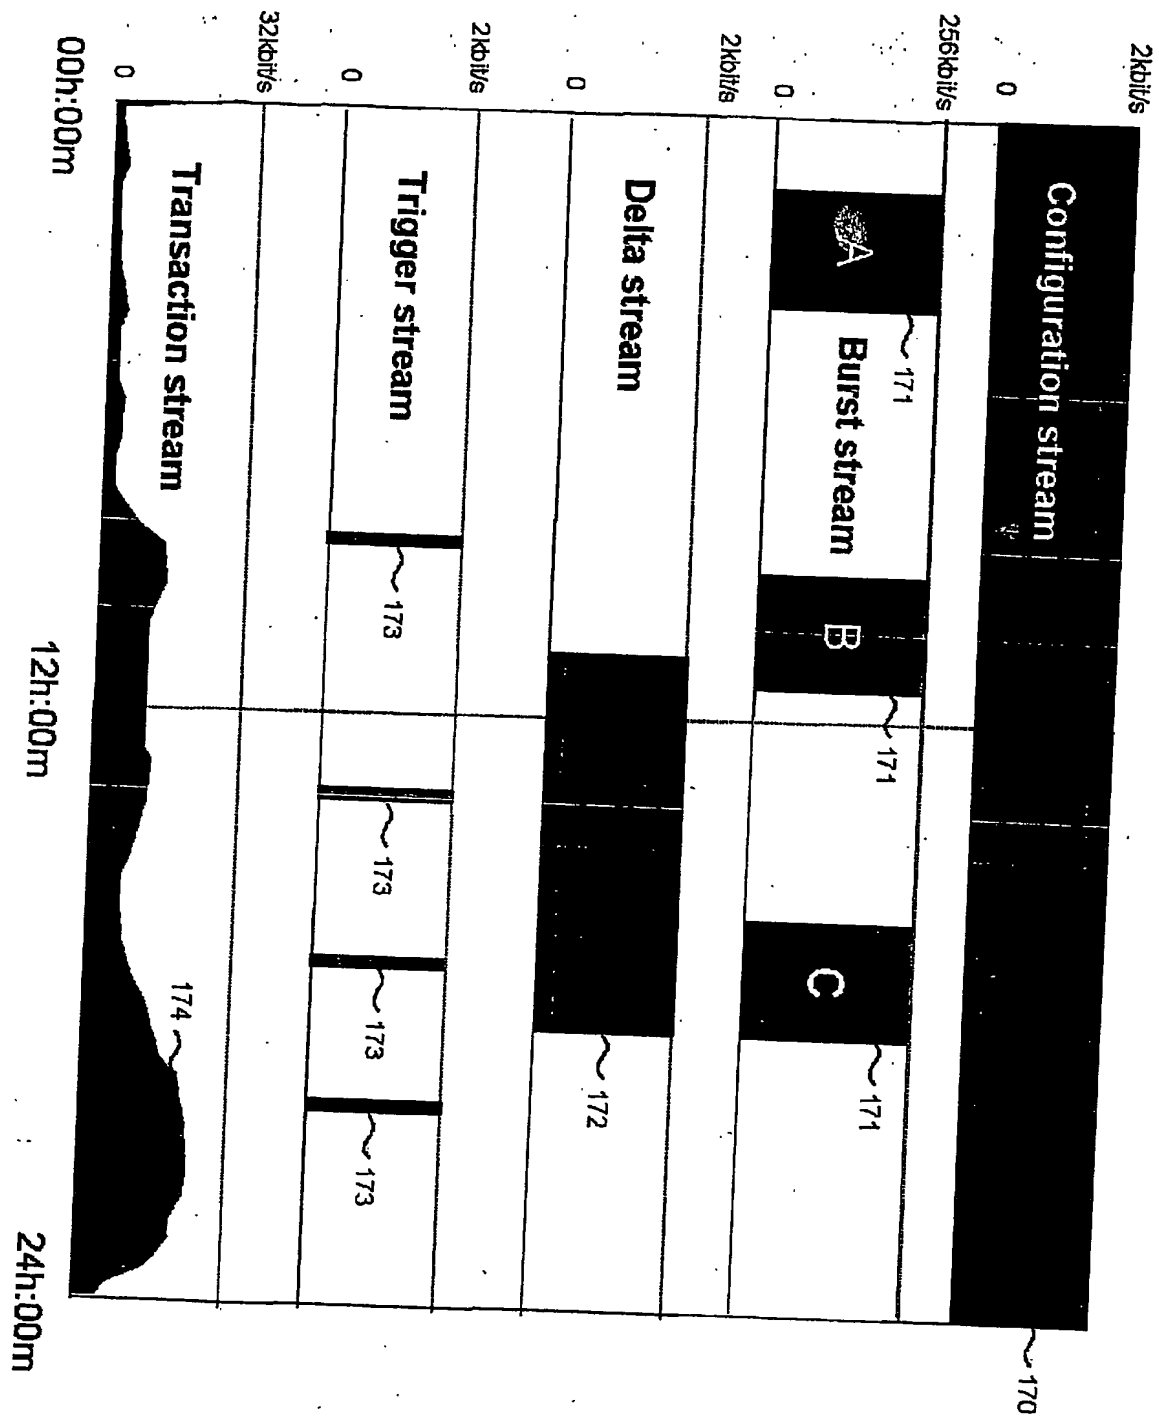 2kbit/s
Configuration stream
0
170
256kbit/s
A
171
Burst stream
B
171
C
171
0
2kbit/s
Delta stream
172
0
2kbit/s
Trigger stream
173
173
173
173
0
32kbit/s
Transaction stream
174
0
00h:00m
12h:00m
24h:00m